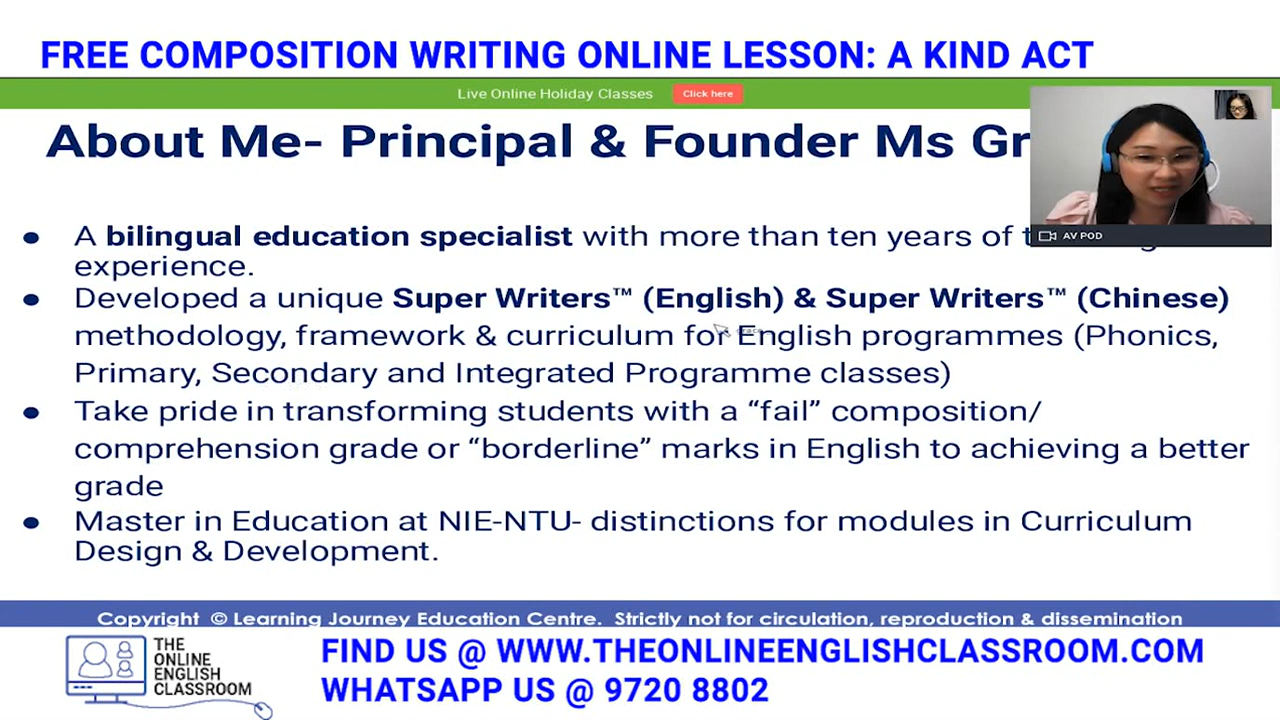 FREE COMPOSITION WRITING ONLINE LESSON: A KIND ACT
Live Online Holiday Classes Click here
About Me- Principal & Founder Ms Gr
AV POD
A bilingual education specialist with more than ten years of
experience.
Developed a unique Super Writers™ (English) & Super Writers™ (Chinese)
methodology, framework & curriculum for English programmes (Phonics,
Primary, Secondary and Integrated Programme classes)
Take pride in transforming students with a “fail” composition/
comprehension grade or “borderline” marks in English to achieving a better
grade
Master in Education at NIE-NTU- distinctions for modules in Curriculum
Design & Development.
Copyright © Learning Journey Education Centre. Strictly not for circulation, reproduction & dissemination
THE
ONLINE
ENGLISH
CLASSROOM
FIND US @ WWW.THEONLINEENGLISHCLASSROOM.COM
WHATSAPP US @ 9720 8802